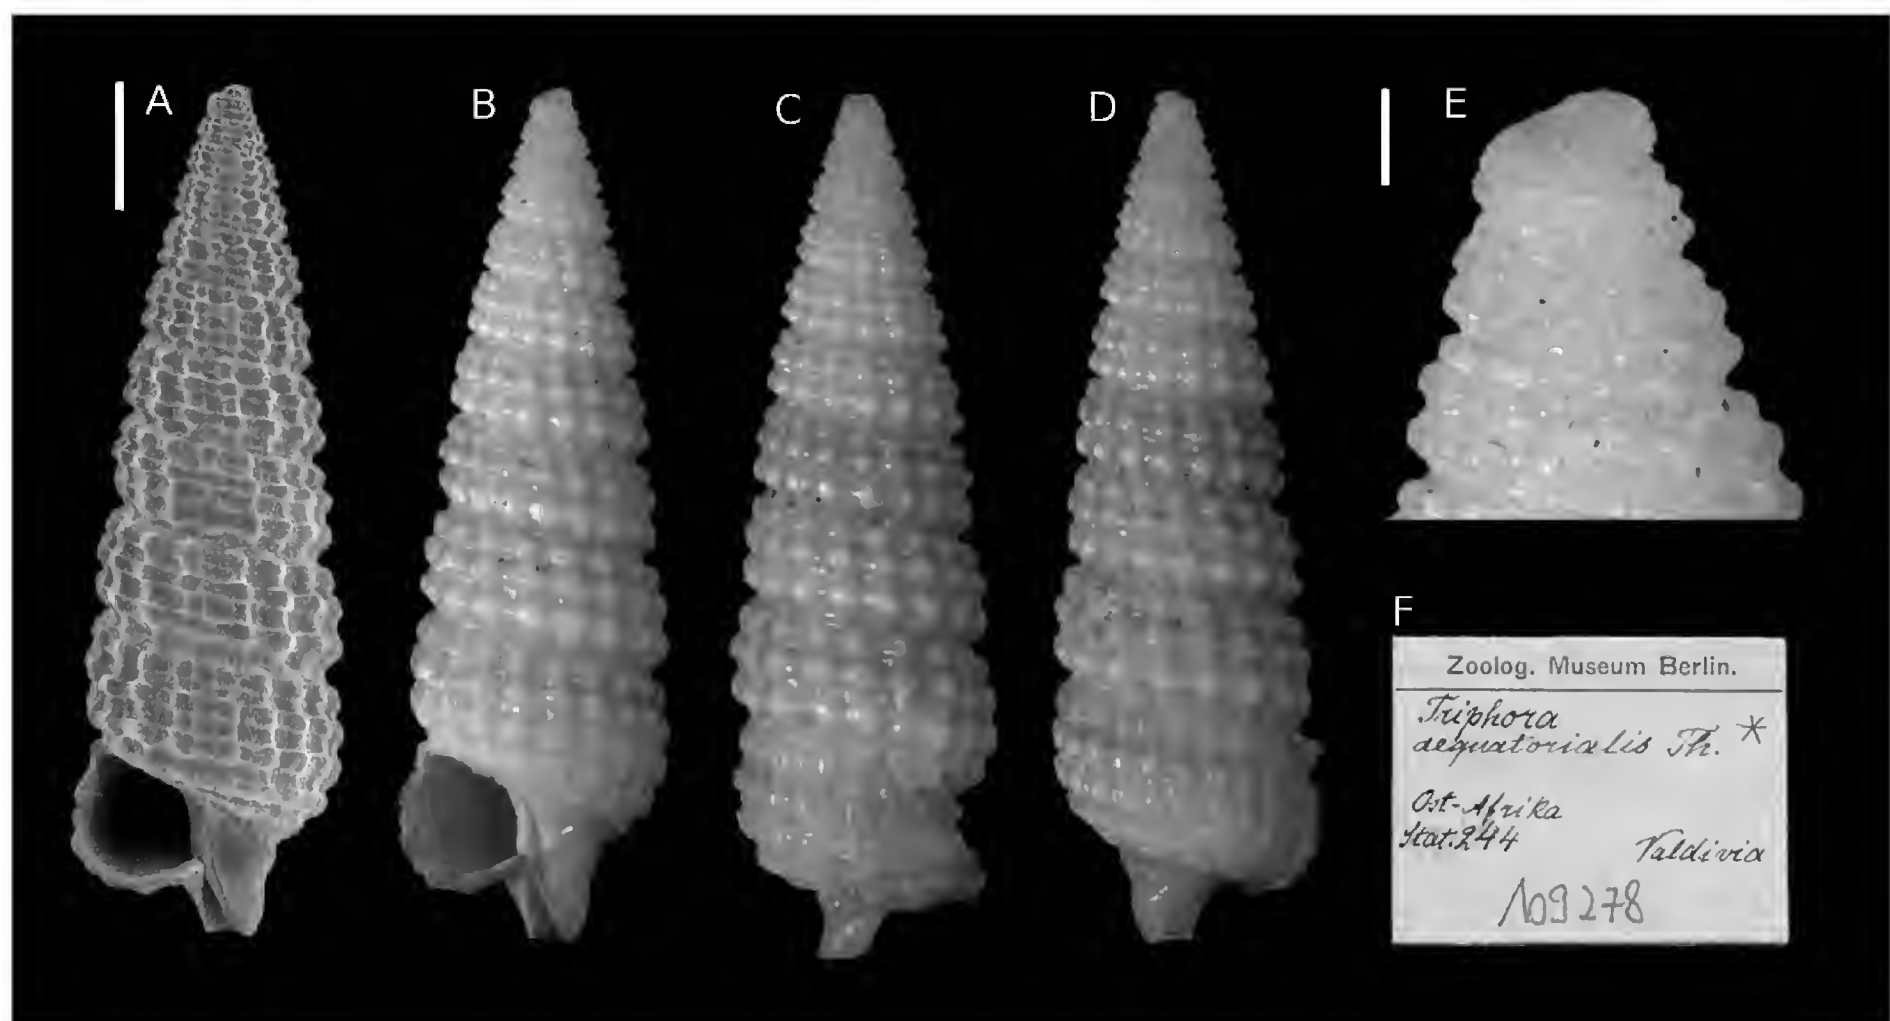 A
B
C
D
E
F
Zoolog. Museum Berlin.
Triphora
aequatorialis Th. *
Ost-Afrika
Stat. 244
Valdivia
109278